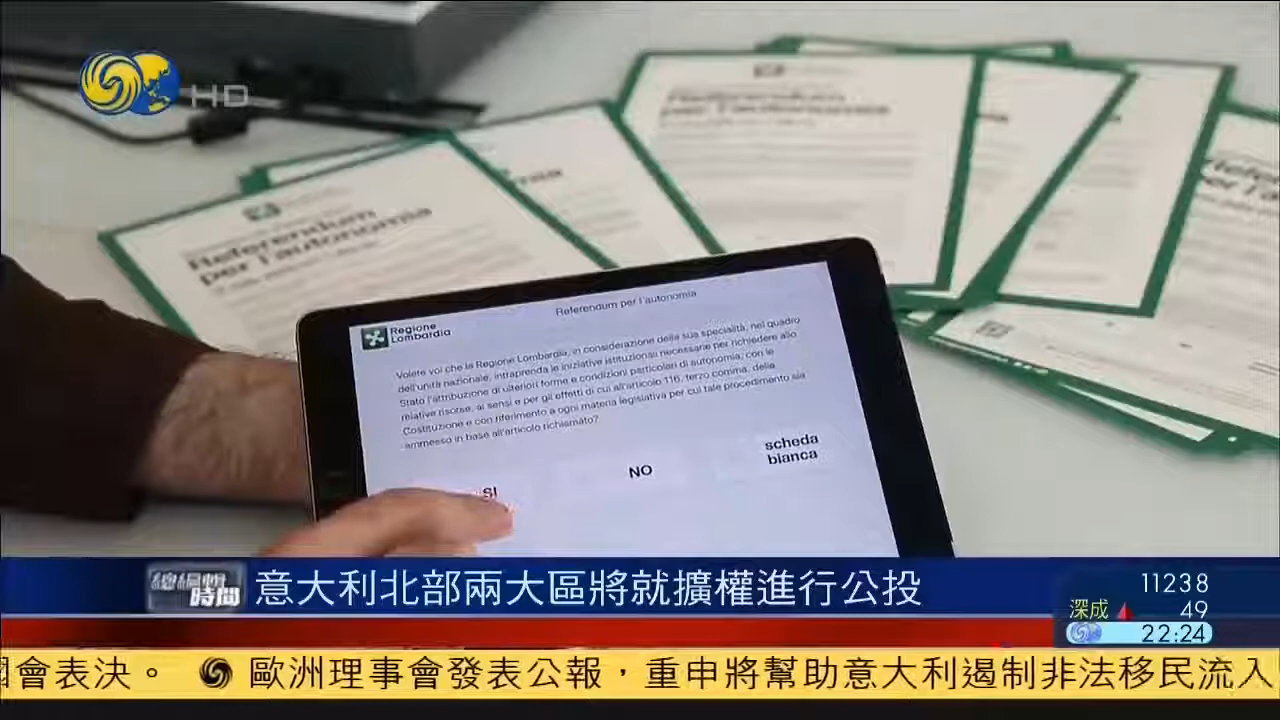 HD
Referendum
per l'autonomia
Referendum
per l'autonomia
Referendum per l'autonomia
Regione
Lombardia
Volete voi che la Regione Lombardia, in considerazione della sua specialità, nel quadro
dell'unità nazionale, intraprenda le iniziative istituzionali necessarie per richiedere allo
Stato l'attribuzione di ulteriori forme e condizioni particolari di autonomia, con le
relative risorse, ai sensi e per gli effetti di cui all'articolo 116, terzo comma, della
Costituzione e con riferimento a ogni materia legislativa per cui tale procedimento sia
ammesso in base all'articolo richiamato?
SI
NO
scheda
bianca
總編輯
時間
意大利北部兩大區將就擴權進行公投
11238
深成 49
22:24
會表決。 歐洲理事會發表公報，重申將幫助意大利遏制非法移民流入